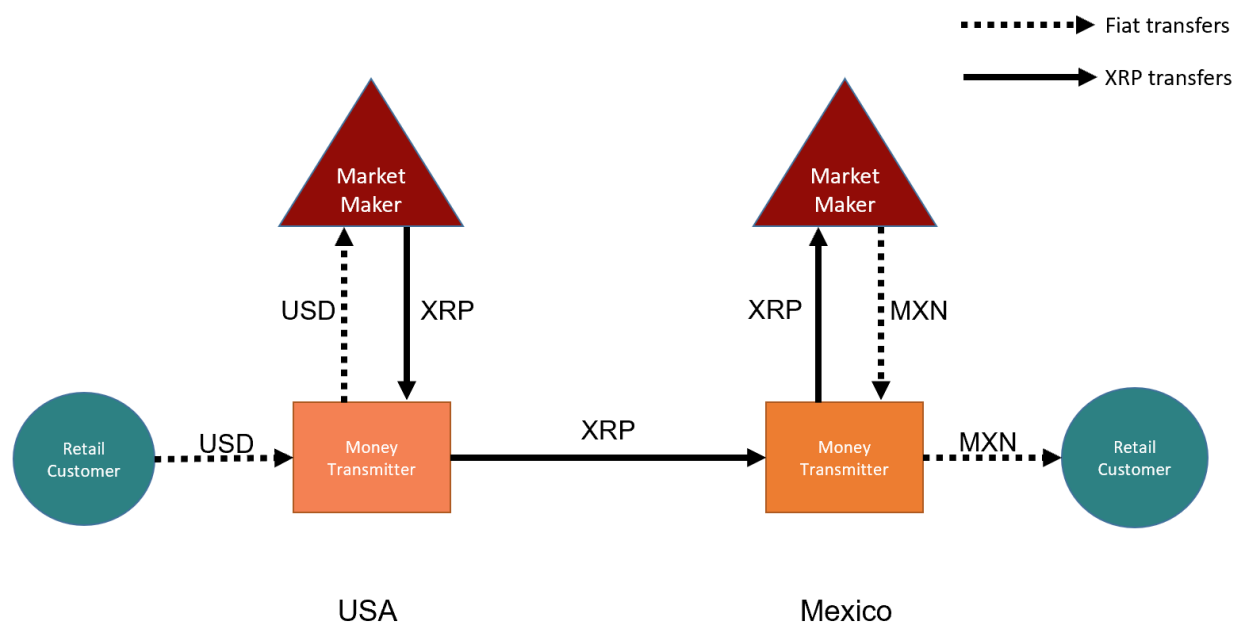 Fiat transfers
XRP transfers
Market
Maker
Market
Maker
USD
XRP
XRP
MXN
Retail
Customer
USD
Money
Transmitter
XRP
Money
Transmitter
MXN
Retail
Customer
USA
Mexico